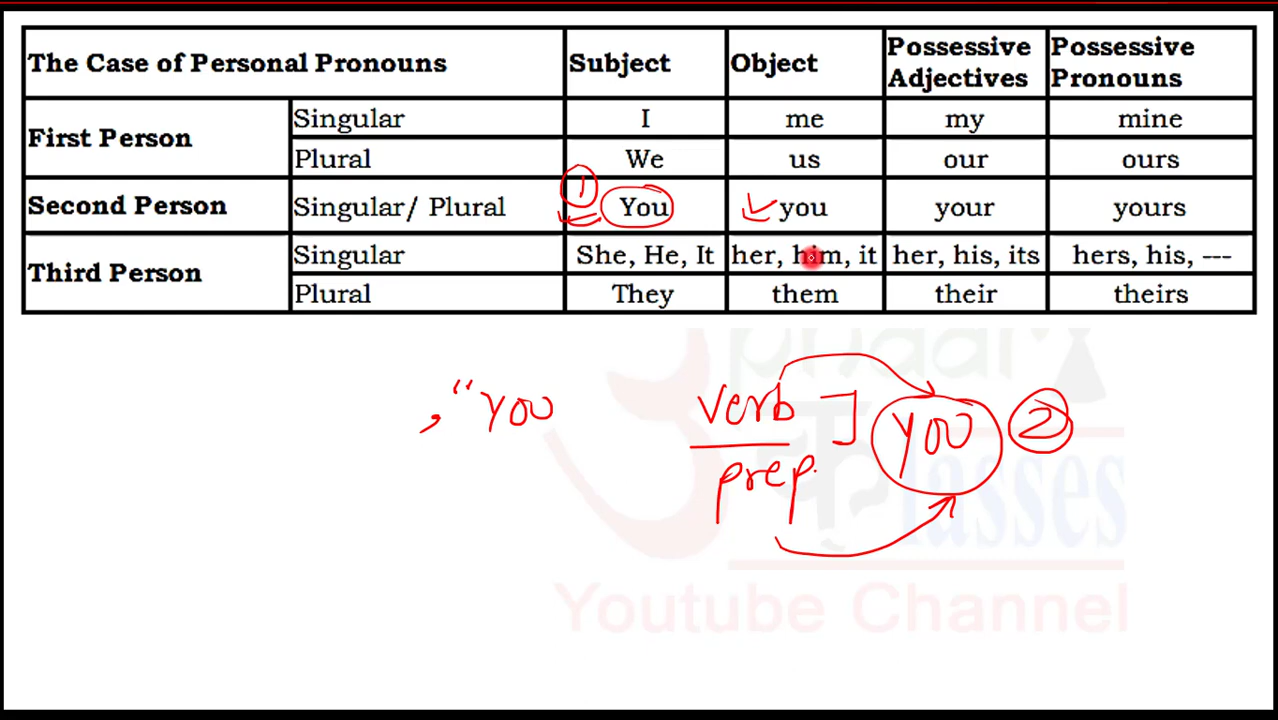 The Case of Personal Pronouns Subject Object Possessive Adjectives Possessive Pronouns
First Person Singular I me my mine
Plural We us our ours
1
Second Person Singular/ Plural You you your yours
Third Person Singular She, He, It her, him, it her, his, its hers, his, ---
Plural They them their theirs
, " you verb you 2
prep.
कि lasses
Youtube Channel